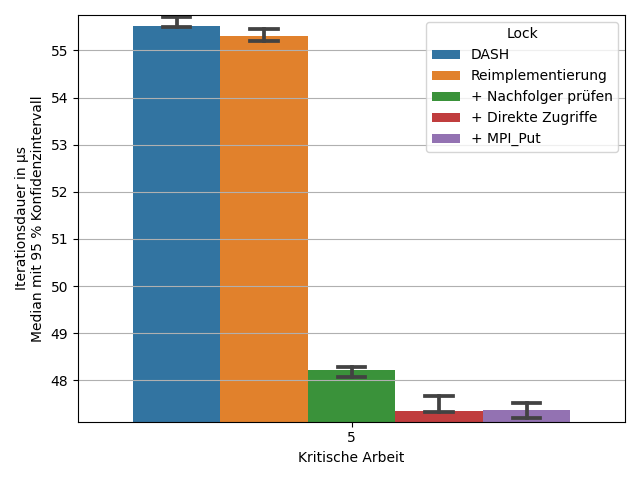 Lock
DASH
Reimplementierung
+ Nachfolger prüfen
+ Direkte Zugriffe
+ MPI_Put
55
54
53
52
51
50
49
48
Iterationsdauer in µs
Median mit 95 % Konfidenzintervall
5
Kritische Arbeit